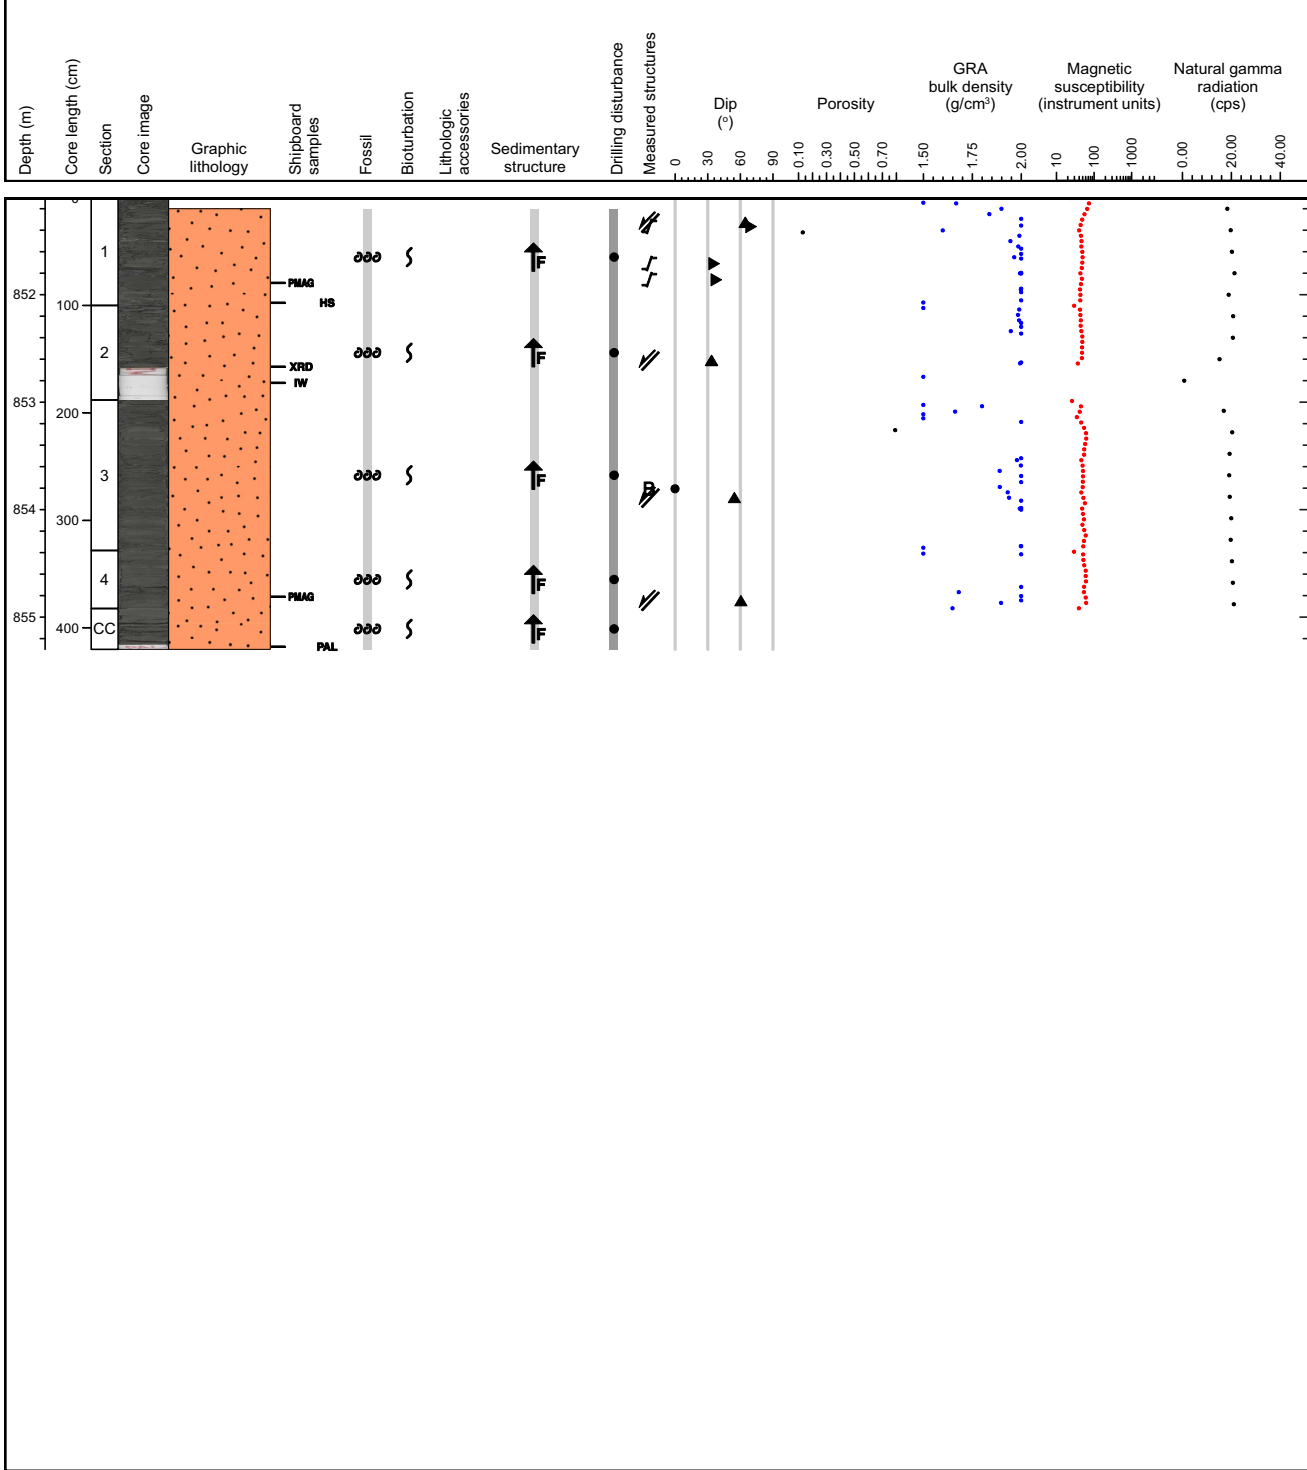 Depth (m)
Core length (cm)
Section
Core image
Graphic
lithology
Shipboard
samples
Fossil
Bioturbation
Lithologic
accessories
Sedimentary
structure
Drilling disturbance
Measured structures
Dip
(°)
0
30
60
90
Porosity
0.10
0.30
0.50
0.70
GRA
bulk density
(g/cm³)
1.50
1.75
2.00
Magnetic
susceptibility
(instrument units)
10
100
1000
Natural gamma
radiation
(cps)
0.00
20.00
40.00
1
F
PMAG
852
100
HS
2
F
XRD
IW
853
200
3
F
B
854
300
4
F
PMAG
855
400
CC
F
PAL